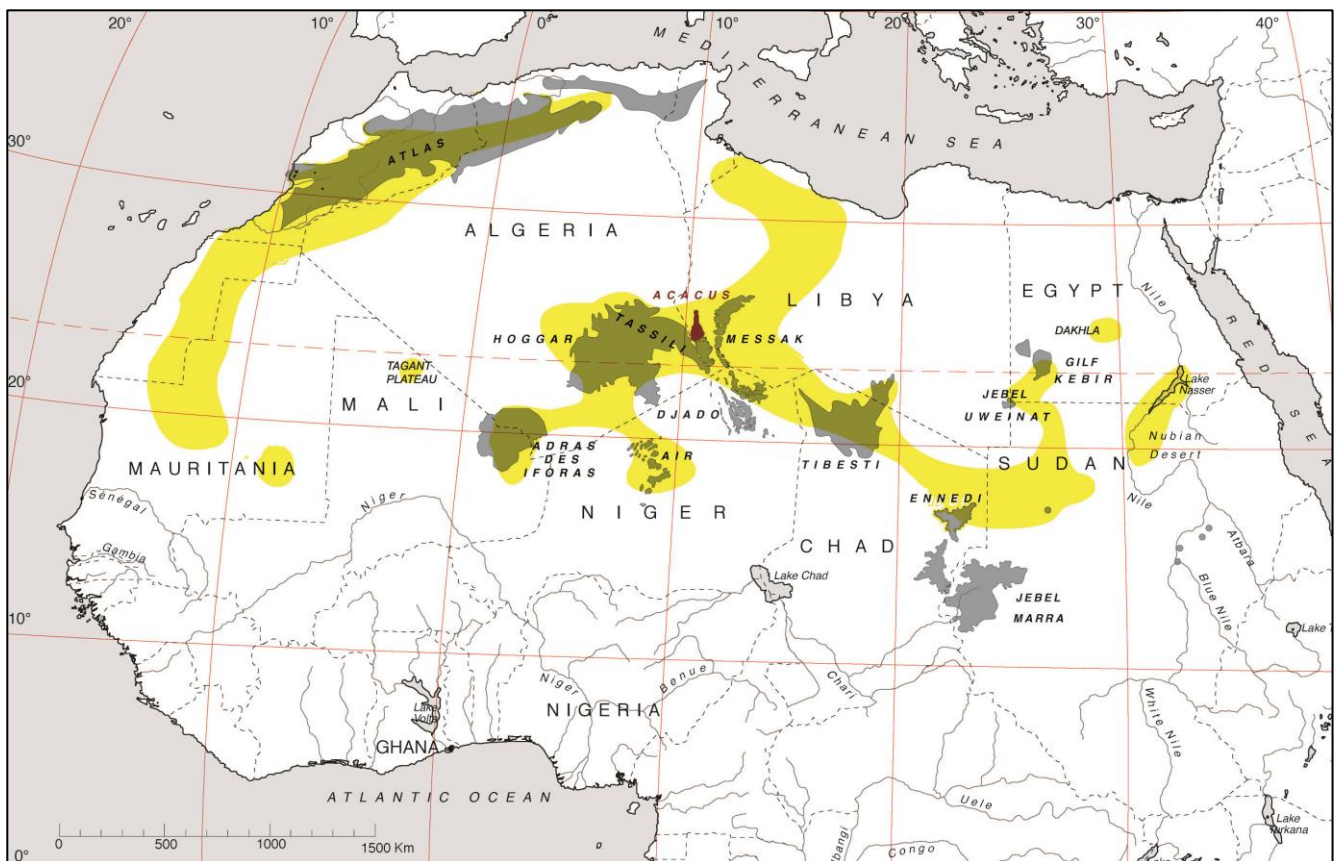 20°
10°
0°
10°
20°
30°
40°
MEDITERRANEAN SEA
30°
ATLAS
ALGERIA
ACACUS
LIBYA
EGYPT
Nile
RED SEA
DAKHLA
HOGGAR
TASSILI
MESSAK
TAGANT
PLATEAU
GILF
KEBIR
Lake
Nasser
20°
MALI
DJADO
JEBEL
UWEINAT
Nubian
Desert
MAURITANIA
ADRAS
DES
IFORAS
AIR
TIBESTI
SUDAN
Sénégal
Niger
ENNEDI
Nile
NIGER
CHAD
Atbara
Gambia
Lake Chad
Blue Nile
JEBEL
MARRA
10°
Lake T
Niger
Benue
Chari
NIGERIA
White Nile
Lake
Volta
GHANA
ATLANTIC OCEAN
Uele
Lake
Turkana
0 500 1000 1500 Km
0°
Ubangi
Congo